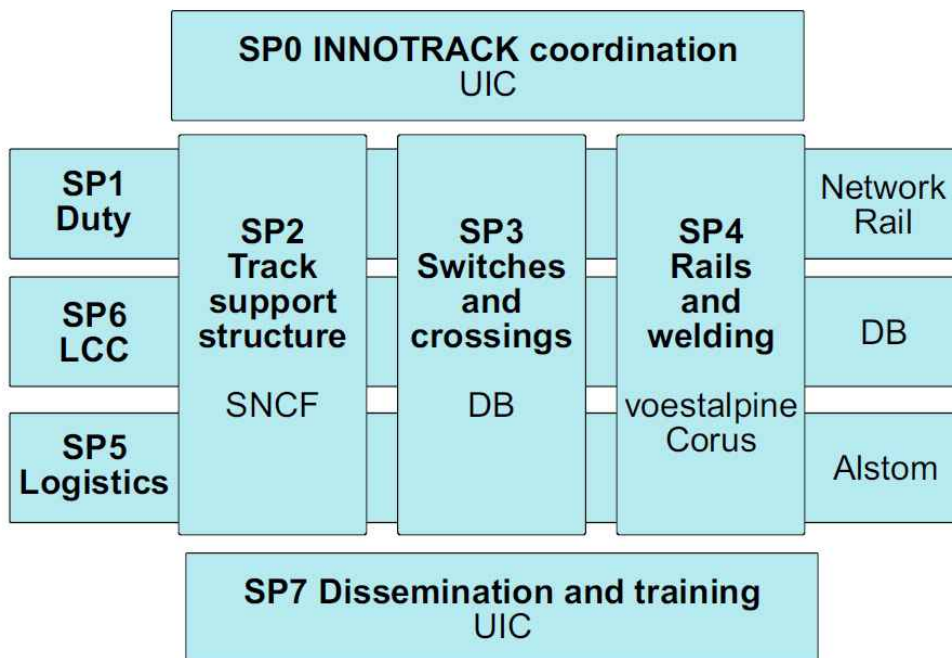 SP0 INNOTRACK coordination
UIC
SP1
Duty
SP2
Track
support
structure
SNCF
SP3
Switches
and
crossings
DB
SP4
Rails
and
welding
voestalpine
Corus
Network
Rail
SP6
LCC
DB
SP5
Logistics
Alstom
SP7 Dissemination and training
UIC